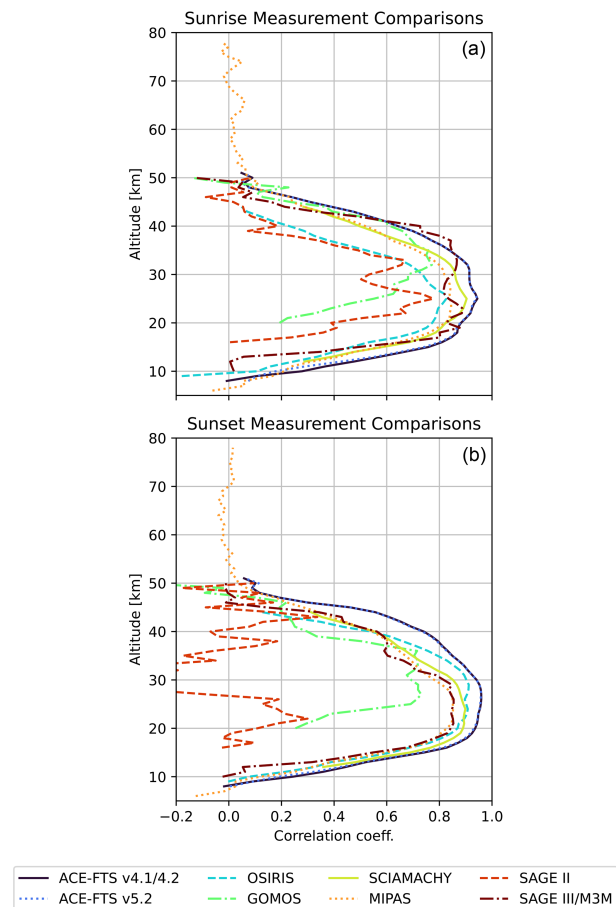 Sunrise Measurement Comparisons
80
(a)
70
60
50
Altitude [km]
40
30
20
10
Sunset Measurement Comparisons
80
(b)
70
60
50
Altitude [km]
40
30
20
10
−0.2 0.0 0.2 0.4 0.6 0.8 1.0
Correlation coeff.
ACE-FTS v4.1/4.2 OSIRIS SCIAMACHY SAGE II
ACE-FTS v5.2 GOMOS MIPAS SAGE III/M3M